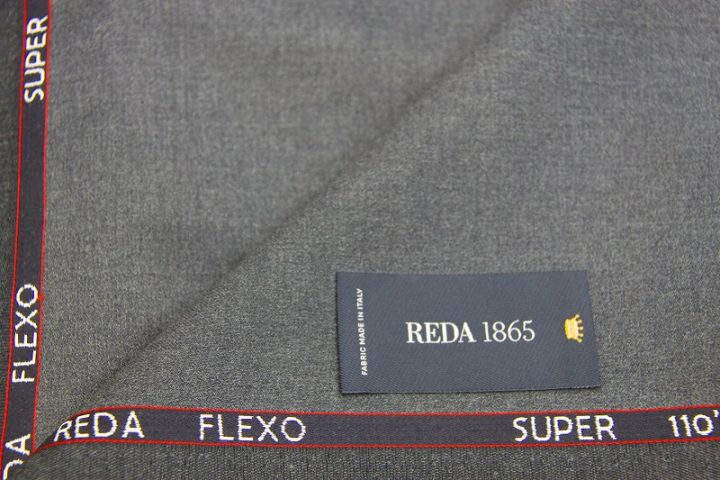 SUPER
FLEXO
DA
FABRIC MADE IN ITALY
REDA 1865
REDA FLEXO SUPER 110'